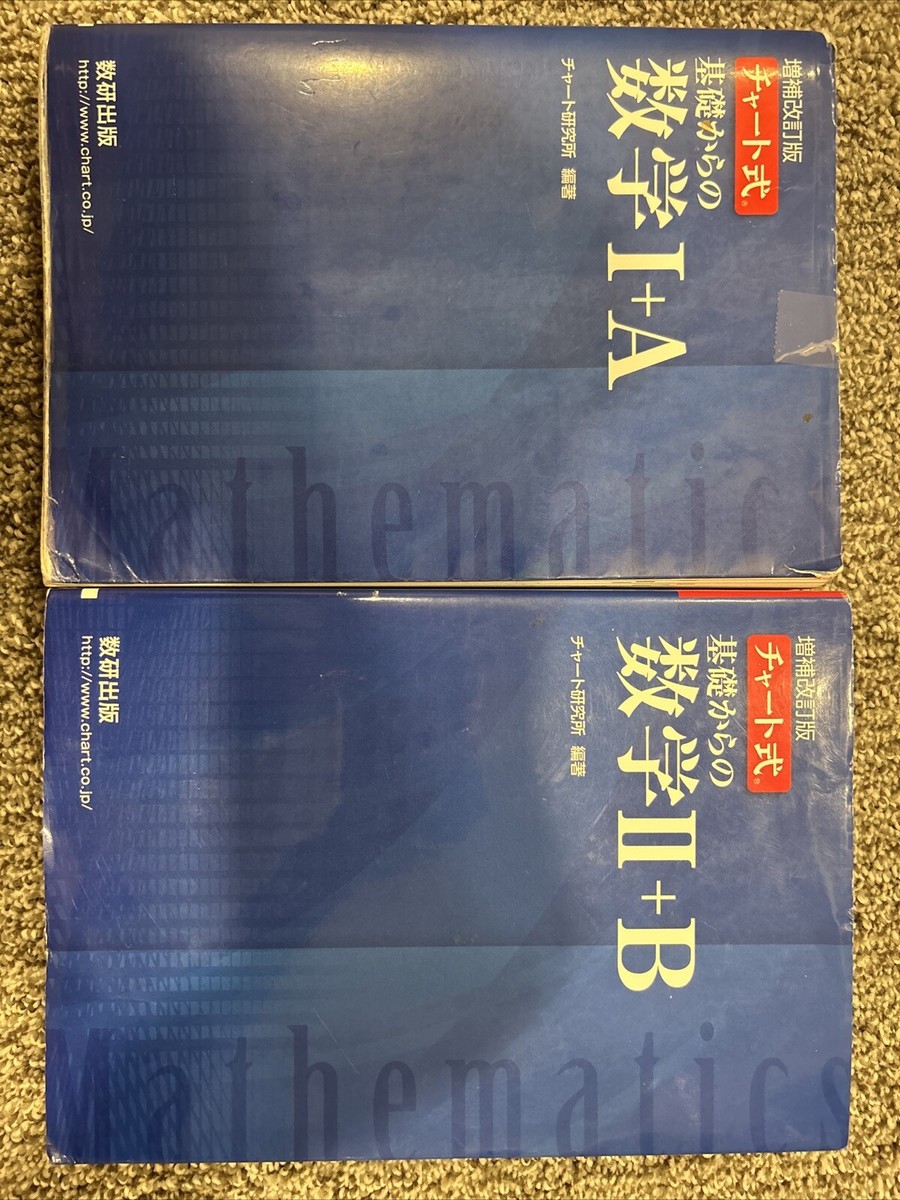 増補改訂版
チャート式®
基礎からの
数学I+A
チャート研究所 編著
Mathematic
数研出版
http://www.chart.co.jp/
増補改訂版
チャート式®
基礎からの
数学II+B
チャート研究所 編著
Mathematics
数研出版
http://www.chart.co.jp/